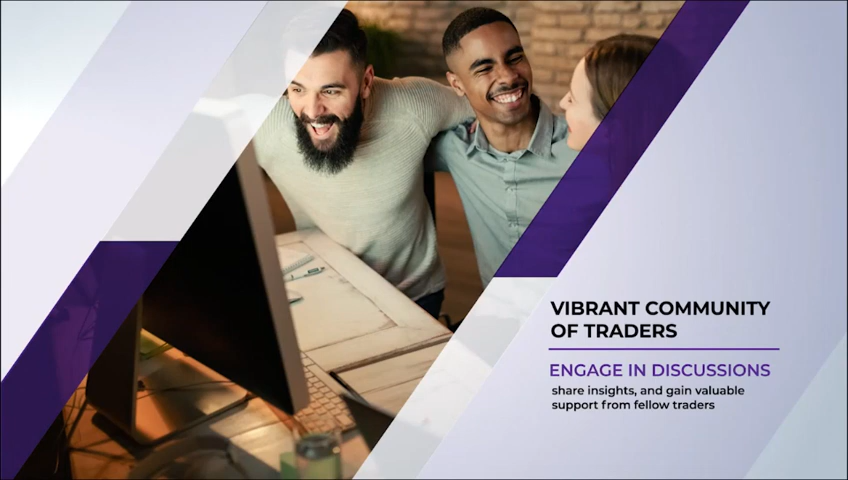 VIBRANT COMMUNITY
OF TRADERS
ENGAGE IN DISCUSSIONS
share insights, and gain valuable
support from fellow traders